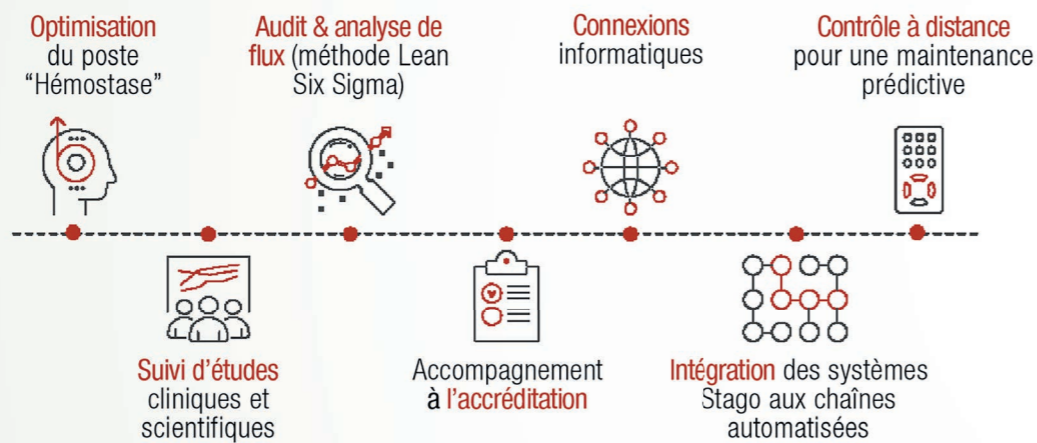 Optimisation
du poste
“Hémostase”
Audit & analyse de
flux (méthode Lean
Six Sigma)
Connexions
informatiques
Contrôle à distance
pour une maintenance
prédictive
Suivi d’études
cliniques et
scientifiques
Accompagnement
à l’accréditation
Intégration des systèmes
Stago aux chaînes
automatisées